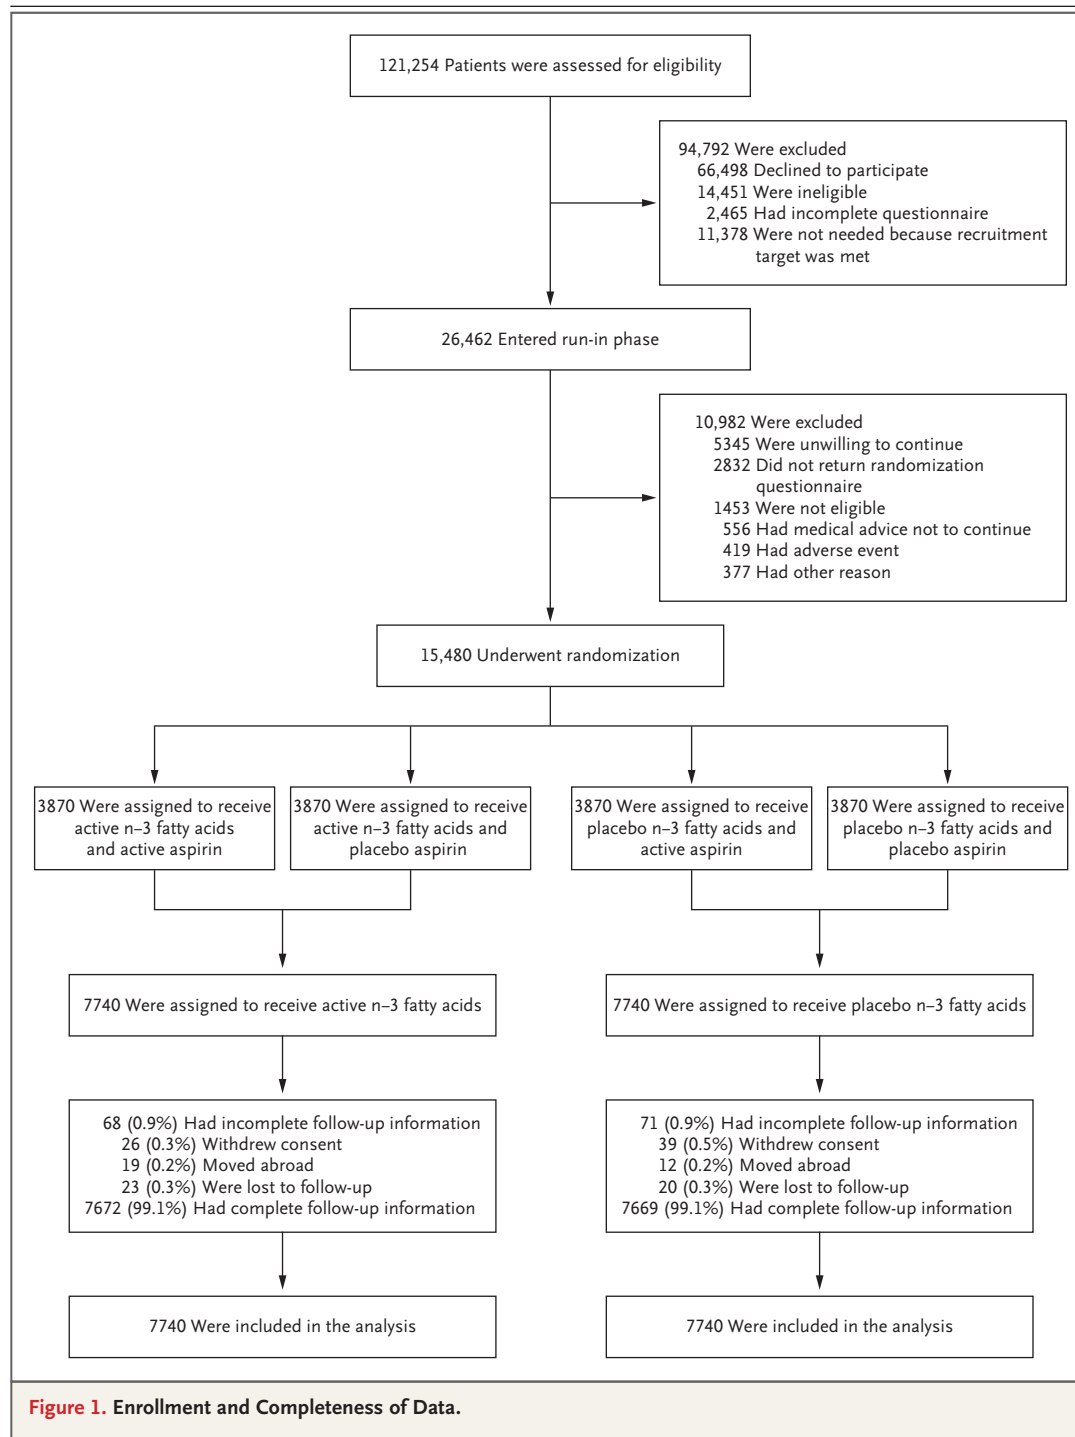 121,254 Patients were assessed for eligibility
94,792 Were excluded
66,498 Declined to participate
14,451 Were ineligible
2,465 Had incomplete questionnaire
11,378 Were not needed because recruitment
target was met
26,462 Entered run-in phase
10,982 Were excluded
5345 Were unwilling to continue
2832 Did not return randomization
questionnaire
1453 Were not eligible
556 Had medical advice not to continue
419 Had adverse event
377 Had other reason
15,480 Underwent randomization
3870 Were assigned to receive
active n–3 fatty acids
and active aspirin
3870 Were assigned to receive
active n–3 fatty acids and
placebo aspirin
3870 Were assigned to receive
placebo n–3 fatty acids and
active aspirin
3870 Were assigned to receive
placebo n–3 fatty acids and
placebo aspirin
7740 Were assigned to receive active n–3 fatty acids
7740 Were assigned to receive placebo n–3 fatty acids
68 (0.9%) Had incomplete follow-up information
26 (0.3%) Withdrew consent
19 (0.2%) Moved abroad
23 (0.3%) Were lost to follow-up
7672 (99.1%) Had complete follow-up information
71 (0.9%) Had incomplete follow-up information
39 (0.5%) Withdrew consent
12 (0.2%) Moved abroad
20 (0.3%) Were lost to follow-up
7669 (99.1%) Had complete follow-up information
7740 Were included in the analysis
7740 Were included in the analysis
Figure 1. Enrollment and Completeness of Data.